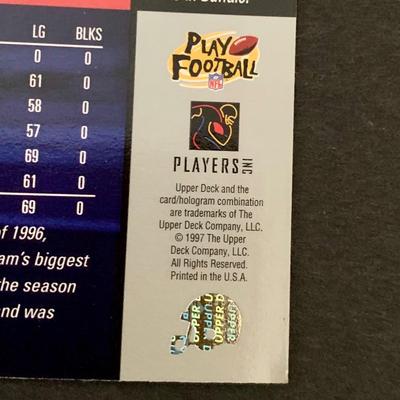 LG BLKS
0 0
61 0
58 0
57 0
69 0
61 0
69 0
of 1996,
am's biggest
the season
and was
PLAY
FOOTBALL
NFL
PLAYERS INC
Upper Deck and the
card/hologram combination
are trademarks of The
Upper Deck Company, LLC.
© 1997 The Upper
Deck Company, LLC.
All Rights Reserved.
Printed in the U.S.A.
UPPER D
UPPER